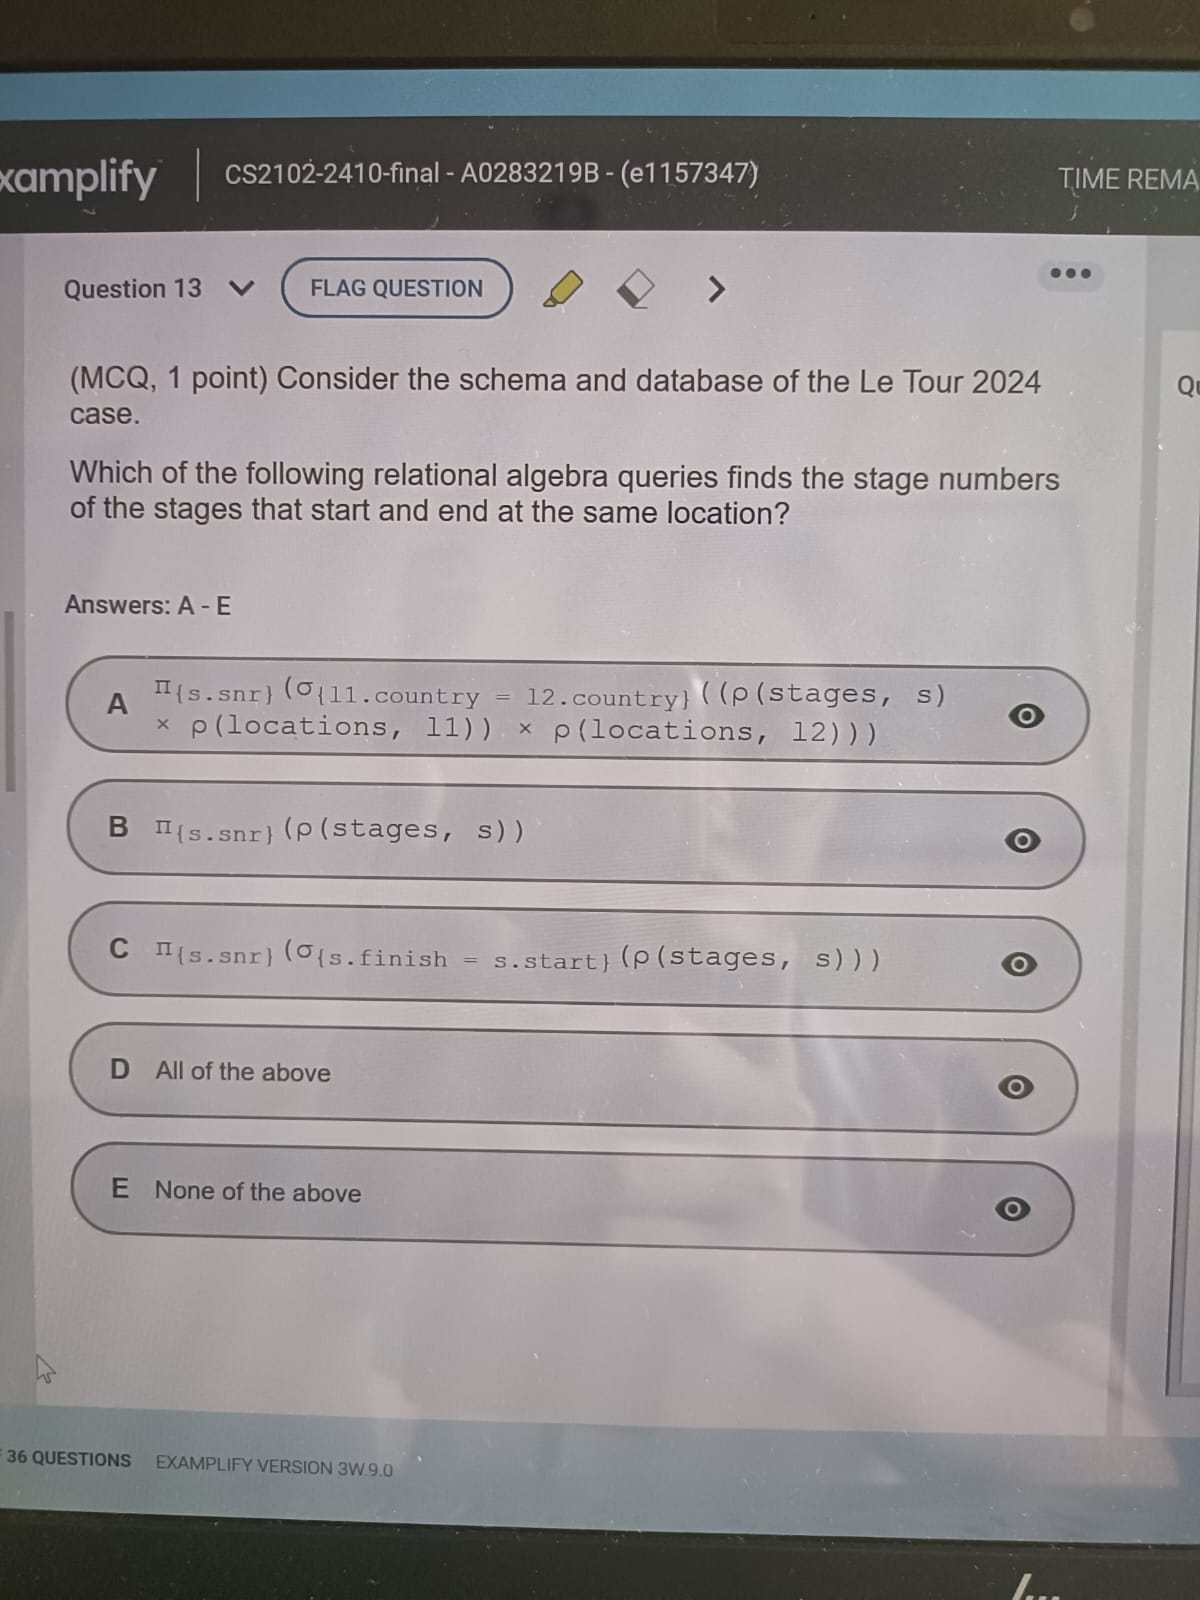 xamplify
CS2102-2410-final - A0283219B - (e1157347)
TIME REMA
Question 13
FLAG QUESTION
(MCQ, 1 point) Consider the schema and database of the Le Tour 2024
case.
Which of the following relational algebra queries finds the stage numbers
of the stages that start and end at the same location?
Answers: A - E
A π{s.snr}(σ{l1.country = l2.country}((ρ(stages, s)
× ρ(locations, l1)) × ρ(locations, l2)))
B π{s.snr}(ρ(stages, s))
C π{s.snr}(σ{s.finish = s.start}(ρ(stages, s)))
D All of the above
E None of the above
36 QUESTIONS
EXAMPLIFY VERSION 3W.9.0